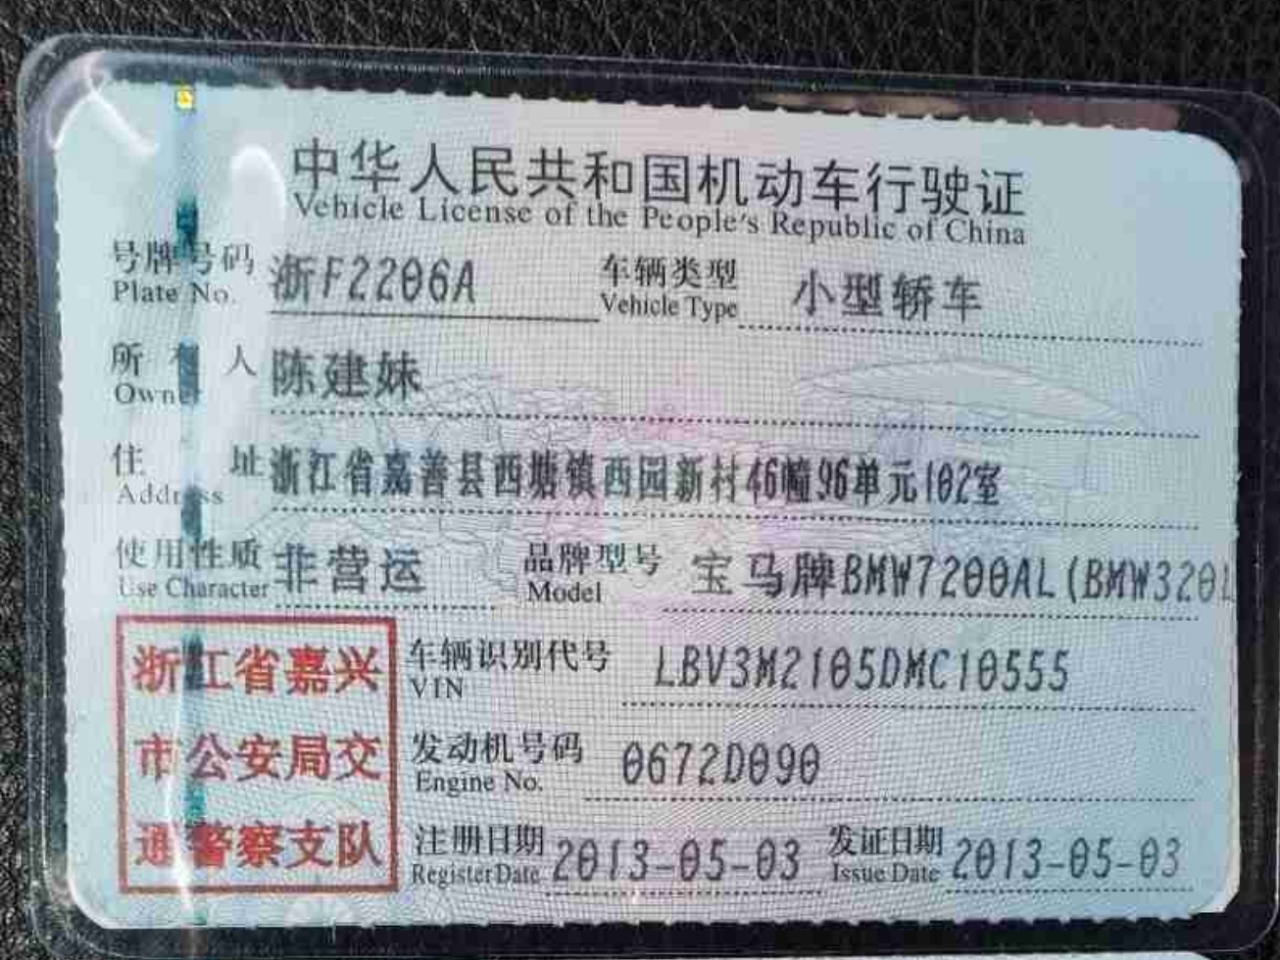 中华人民共和国机动车行驶证
Vehicle License of the People's Republic of China
号牌号码 浙F2206A 车辆类型 小型轿车
Plate No. Vehicle Type
所 人 陈建妹
Owner
住 址 浙江省嘉善县西塘镇西园新村46幢96单元102室
Address
使用性质 非营运 品牌型号 宝马牌BMW7200AL(BMW320L
Use Character Model
浙江省嘉兴
市公安局交
通警察支队
车辆识别代号 LBV3M2105DMC10555
VIN
发动机号码 0672D090
Engine No.
注册日期 2013-05-03 发证日期 2013-05-03
Register Date Issue Date